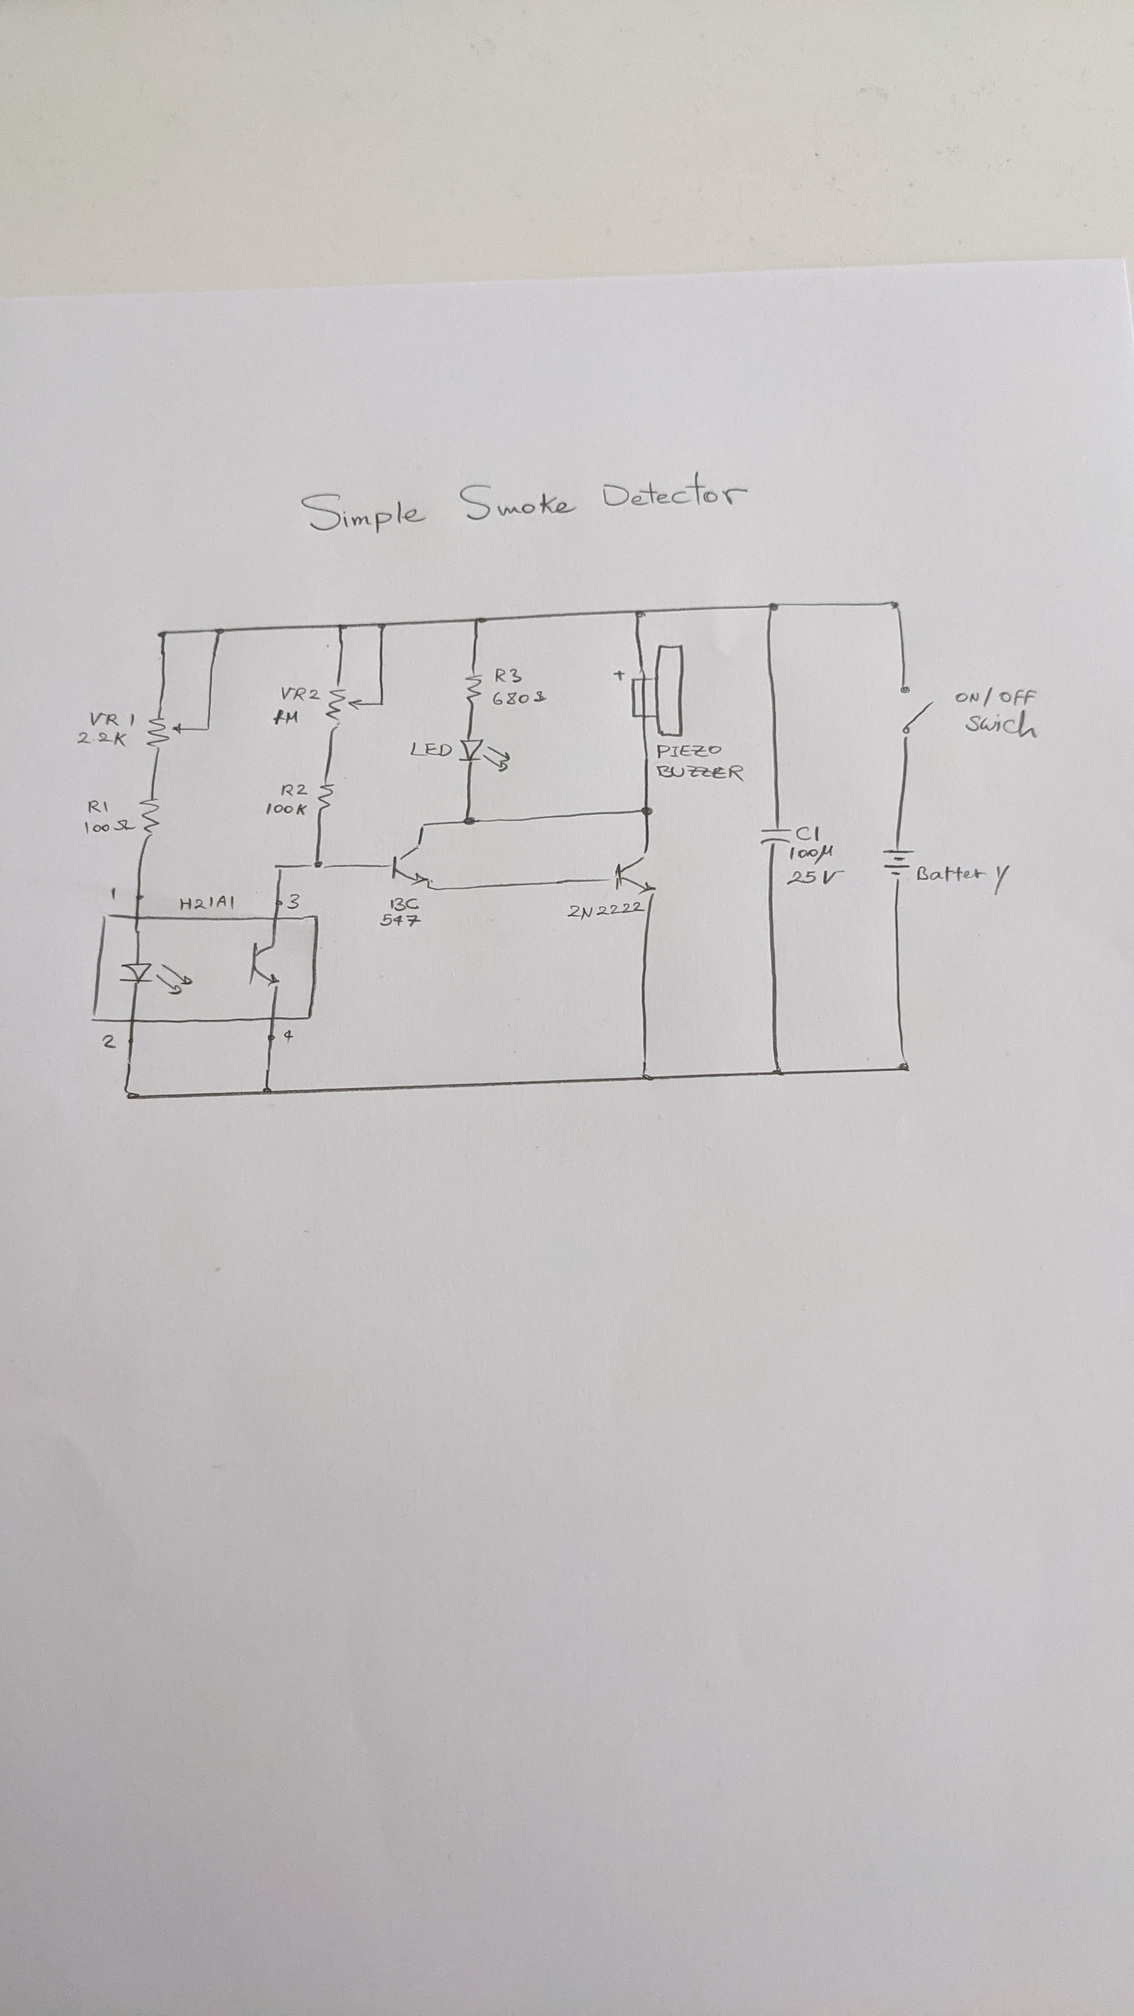 Simple Smoke Detector
VR1
2.2K
R1
100Ω
VR2
1M
R2
100K
R3
680Ω
LED
+
PIEZO
BUZZER
ON/OFF
Swich
C1
100µ
25V
Battery
1
H21A1
3
BC
547
2N2222
2
4